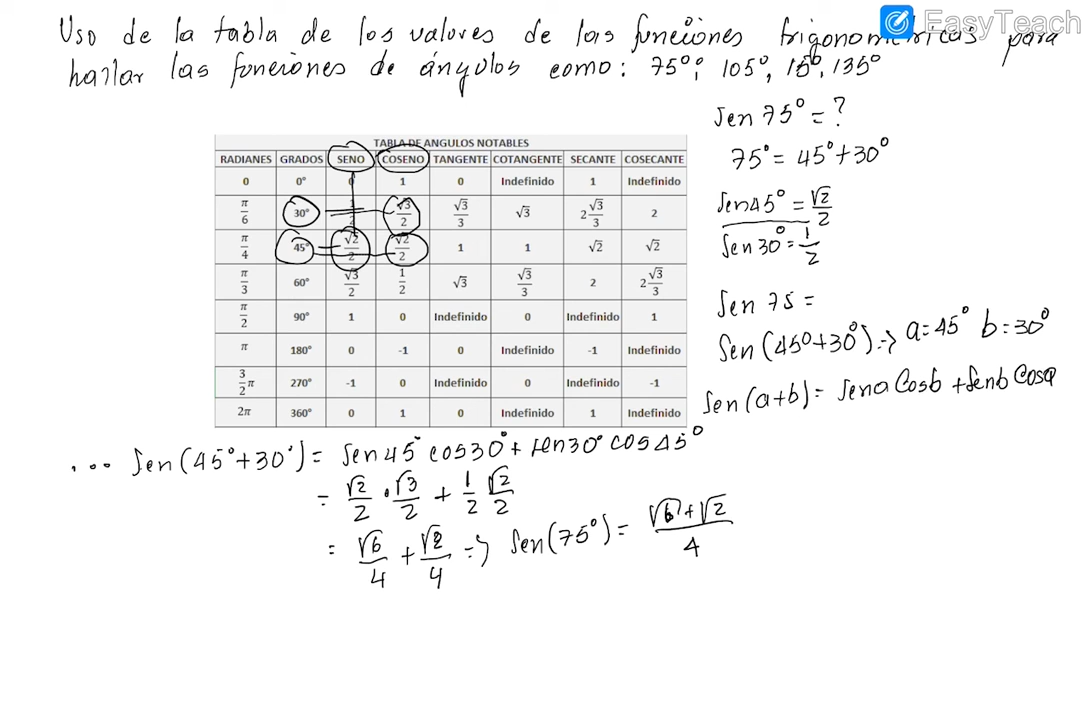 Uso de la tabla de los valores de las funciones trigonométricas para
EasyTeach
hallar las funciones de ángulos como: 75°, 105°, 15°, 135°
Sen 75° = ?
75° = 45° + 30°
Sen 45° = √2/2
Sen 30° = 1/2
Sen 75 =
Sen (45° + 30°) => a = 45° b = 30°
Sen (a+b) = Sena Cosb + Senb Cosa
TABLA DE ANGULOS NOTABLES
RADIANES GRADOS SENO COSENO TANGENTE COTANGENTE SECANTE COSECANTE
0 0° 0 1 0 Indefinido 1 Indefinido
π/6 30° 1/2 √3/2 √3/3 √3 2 √3/3 2
π/4 45° √2/2 √2/2 1 1 √2 √2
π/3 60° √3/2 1/2 √3 √3/3 2 2 √3/3
π/2 90° 1 0 Indefinido 0 Indefinido 1
π 180° 0 -1 0 Indefinido -1 Indefinido
3/2 π 270° -1 0 Indefinido 0 Indefinido -1
2π 360° 0 1 0 Indefinido 1 Indefinido
... Sen (45° + 30°) = Sen 45° cos 30° + sen 30° cos 45°
= √2/2 · √3/2 + 1/2 √2/2
= √6/4 + √2/4 => Sen (75°) = √6 + √2/4